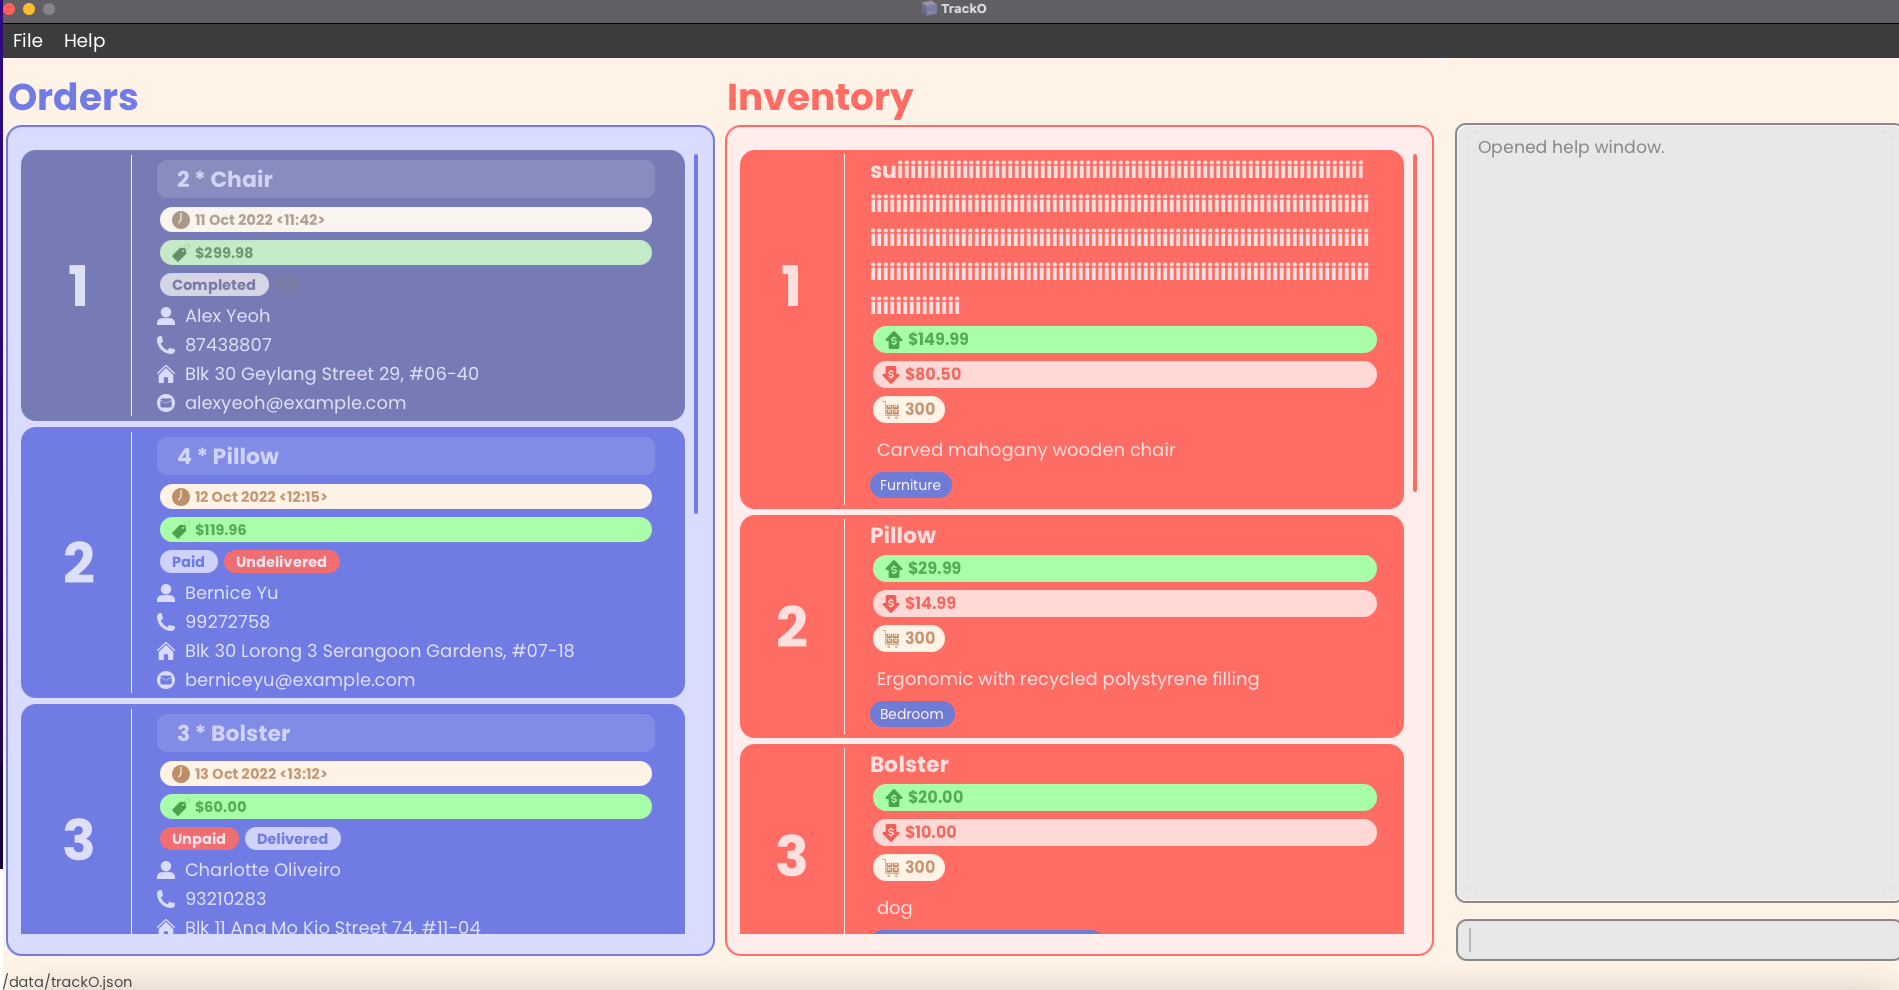 TrackO
File Help
Orders
1
2 * Chair
11 Oct 2022 <11:42>
$299.98
Completed
Alex Yeoh
87438807
Blk 30 Geylang Street 29, #06-40
alexyeoh@example.com
2
4 * Pillow
12 Oct 2022 <12:15>
$119.96
Paid Undelivered
Bernice Yu
99272758
Blk 30 Lorong 3 Serangoon Gardens, #07-18
berniceyu@example.com
3
3 * Bolster
13 Oct 2022 <13:12>
$60.00
Unpaid Delivered
Charlotte Oliveiro
93210283
Blk 11 Ang Mo Kio Street 74, #11-04
Inventory
1
$149.99
$80.50
300
Carved mahogany wooden chair
Furniture
2
Pillow
$29.99
$14.99
300
Ergonomic with recycled polystyrene filling
Bedroom
3
Bolster
$20.00
$10.00
300
dog
Opened help window.
/data/trackO.json